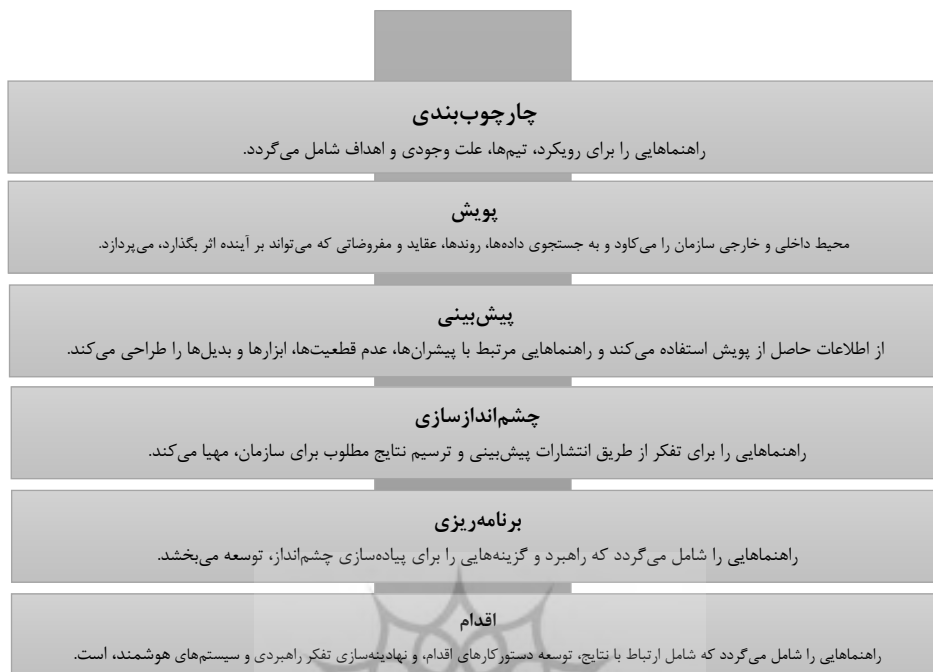 چارچوب‌بندی
راهنماهایی را برای رویکرد، تیم‌ها، علت وجودی و اهداف شامل می‌گردد.
پویش
محیط داخلی و خارجی سازمان را می‌کاود و به جستجوی داده‌ها، روندها، عقاید و مفروضاتی که می‌تواند بر آینده اثر بگذارد، می‌پردازد.
پیش‌بینی
از اطلاعات حاصل از پویش استفاده می‌کند و راهنماهایی مرتبط با پیشران‌ها، عدم قطعیت‌ها، ابزارها و بدیل‌ها را طراحی می‌کند.
چشم‌اندازسازی
راهنماهایی را برای تفکر از طریق انتشارات پیش‌بینی و ترسیم نتایج مطلوب برای سازمان، مهیا می‌کند.
برنامه‌ریزی
راهنماهایی را شامل می‌گردد که راهبرد و گزینه‌هایی را برای پیاده‌سازی چشم‌انداز، توسعه می‌بخشد.
اقدام
راهنماهایی را شامل می‌گردد که شامل ارتباط با نتایج، توسعه دستورکارهای اقدام، و نهادینه‌سازی تفکر راهبردی و سیستم‌های هوشمند، است.